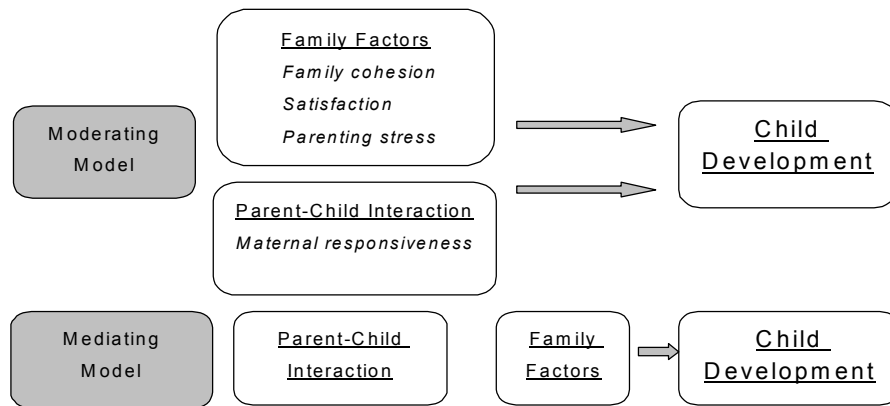 Family Factors
Family cohesion
Satisfaction
Parenting stress
Moderating
Model
Child
Development
Parent-Child Interaction
Maternal responsiveness
Mediating
Model
Parent-Child
Interaction
Family
Factors
Child
Development